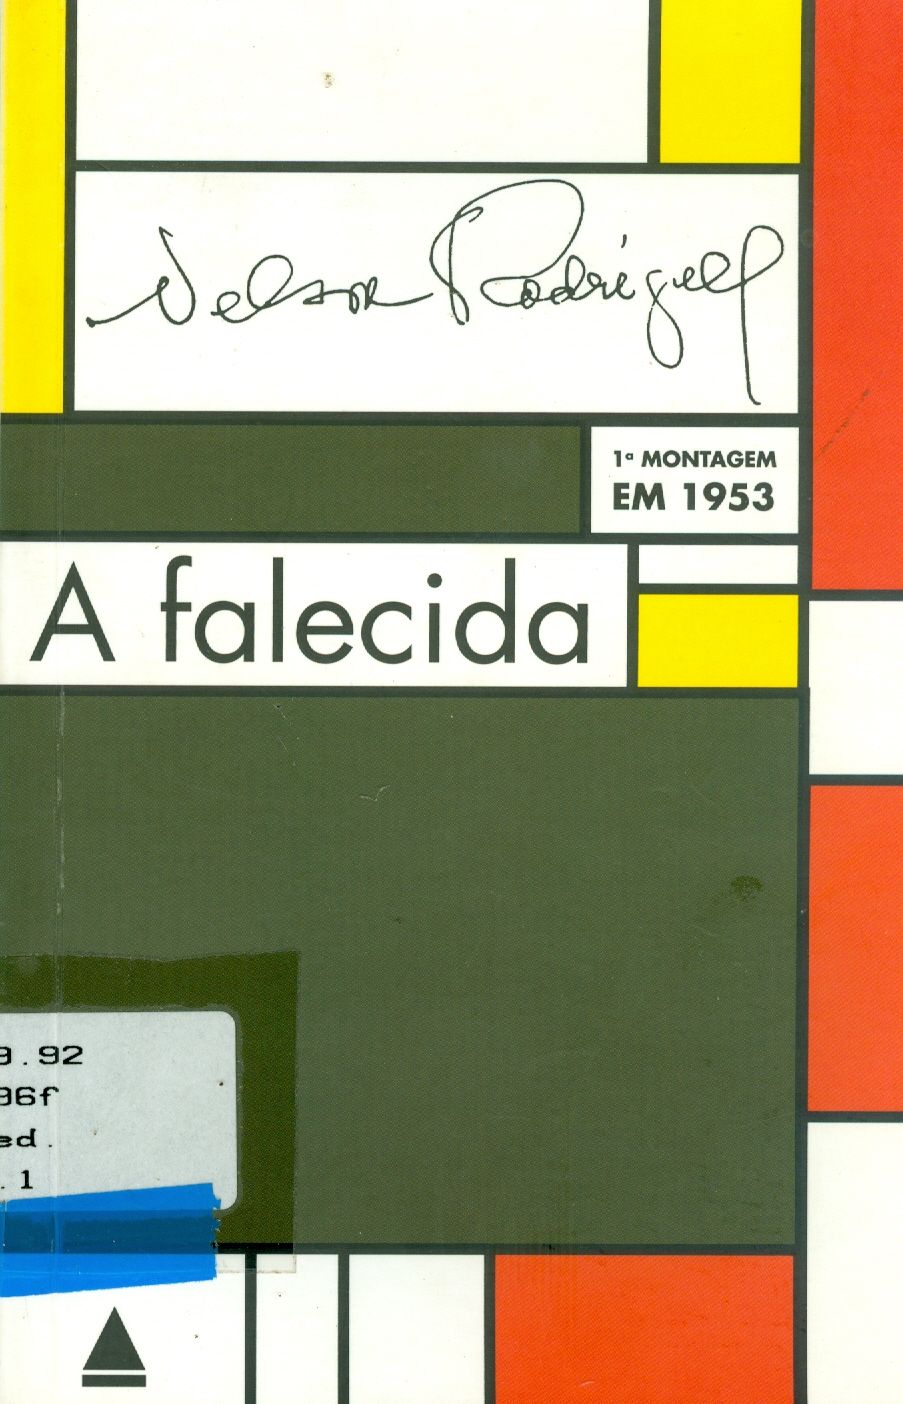 Nelson Rodrigues
1ª MONTAGEM
EM 1953
A falecida
9.92
96f
ed.
.1